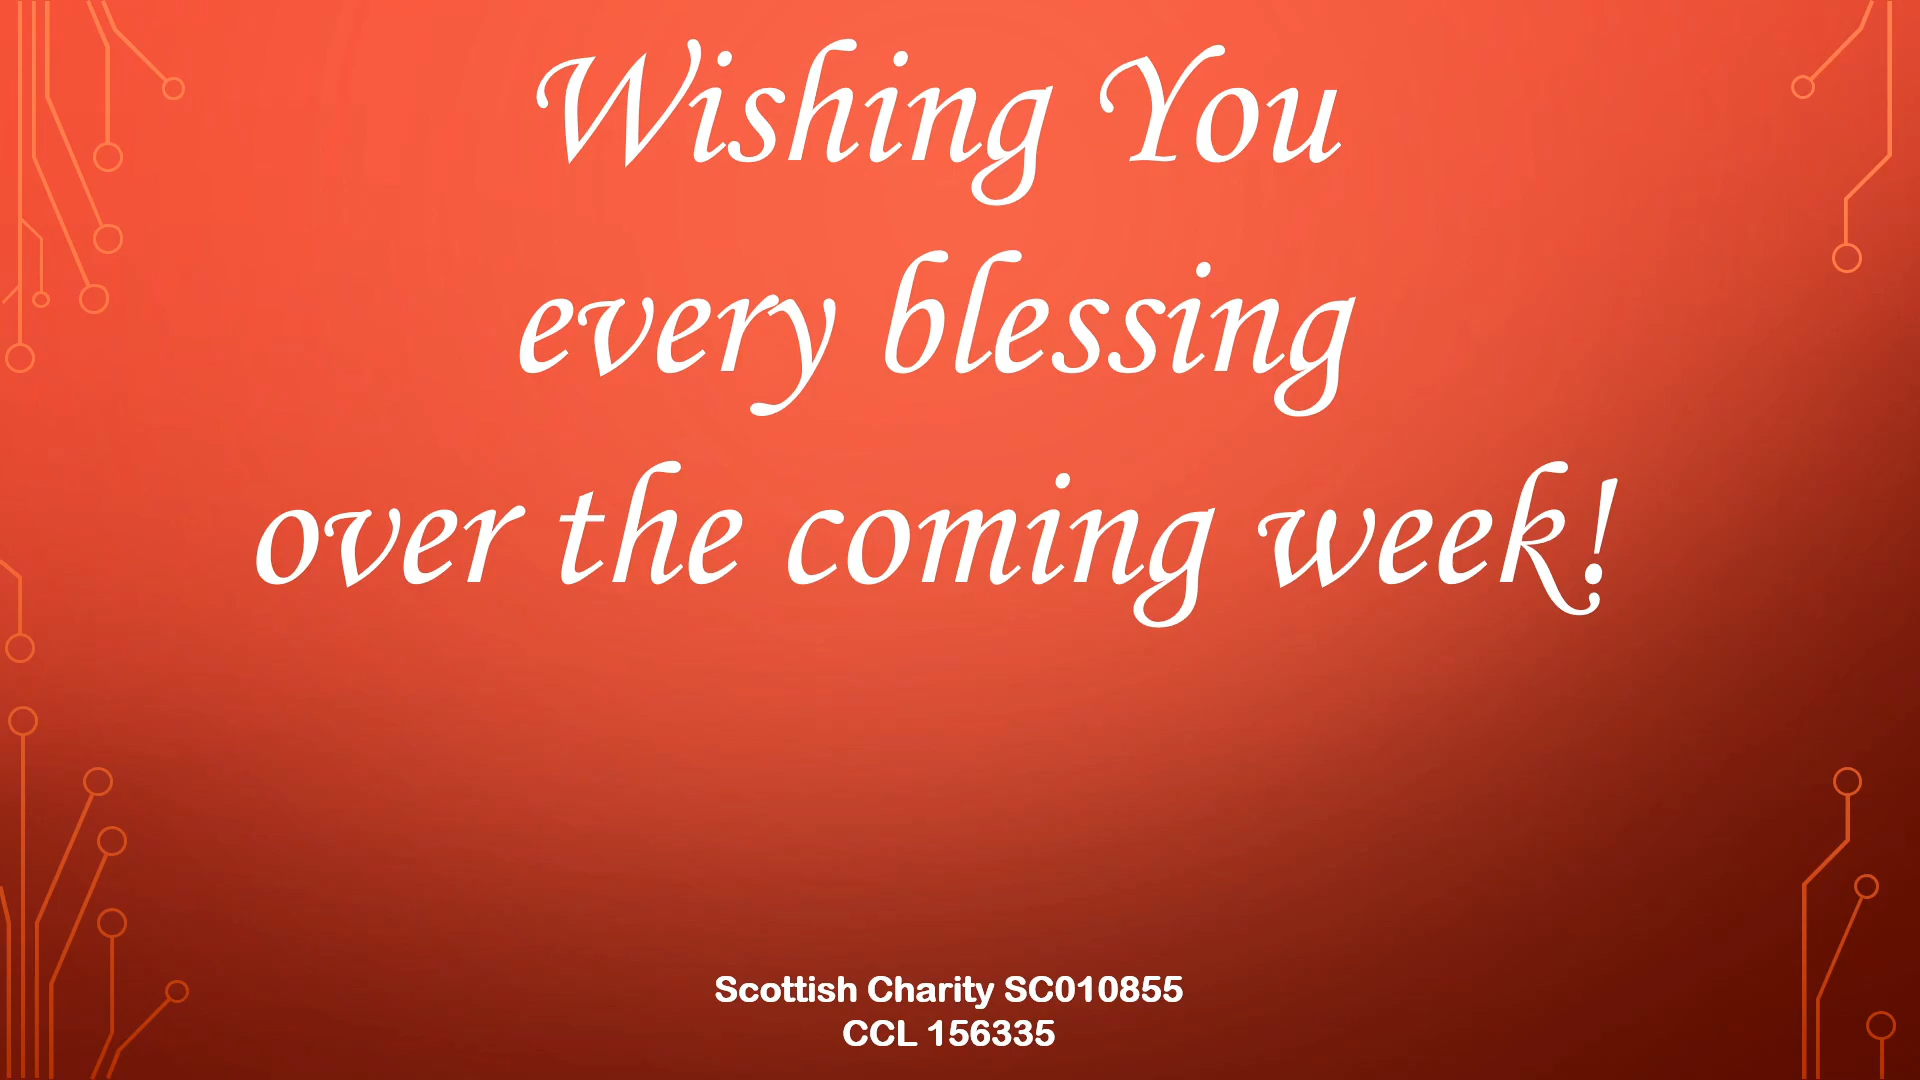 Wishing You
every blessing
over the coming week!
Scottish Charity SC010855
CCL 156335